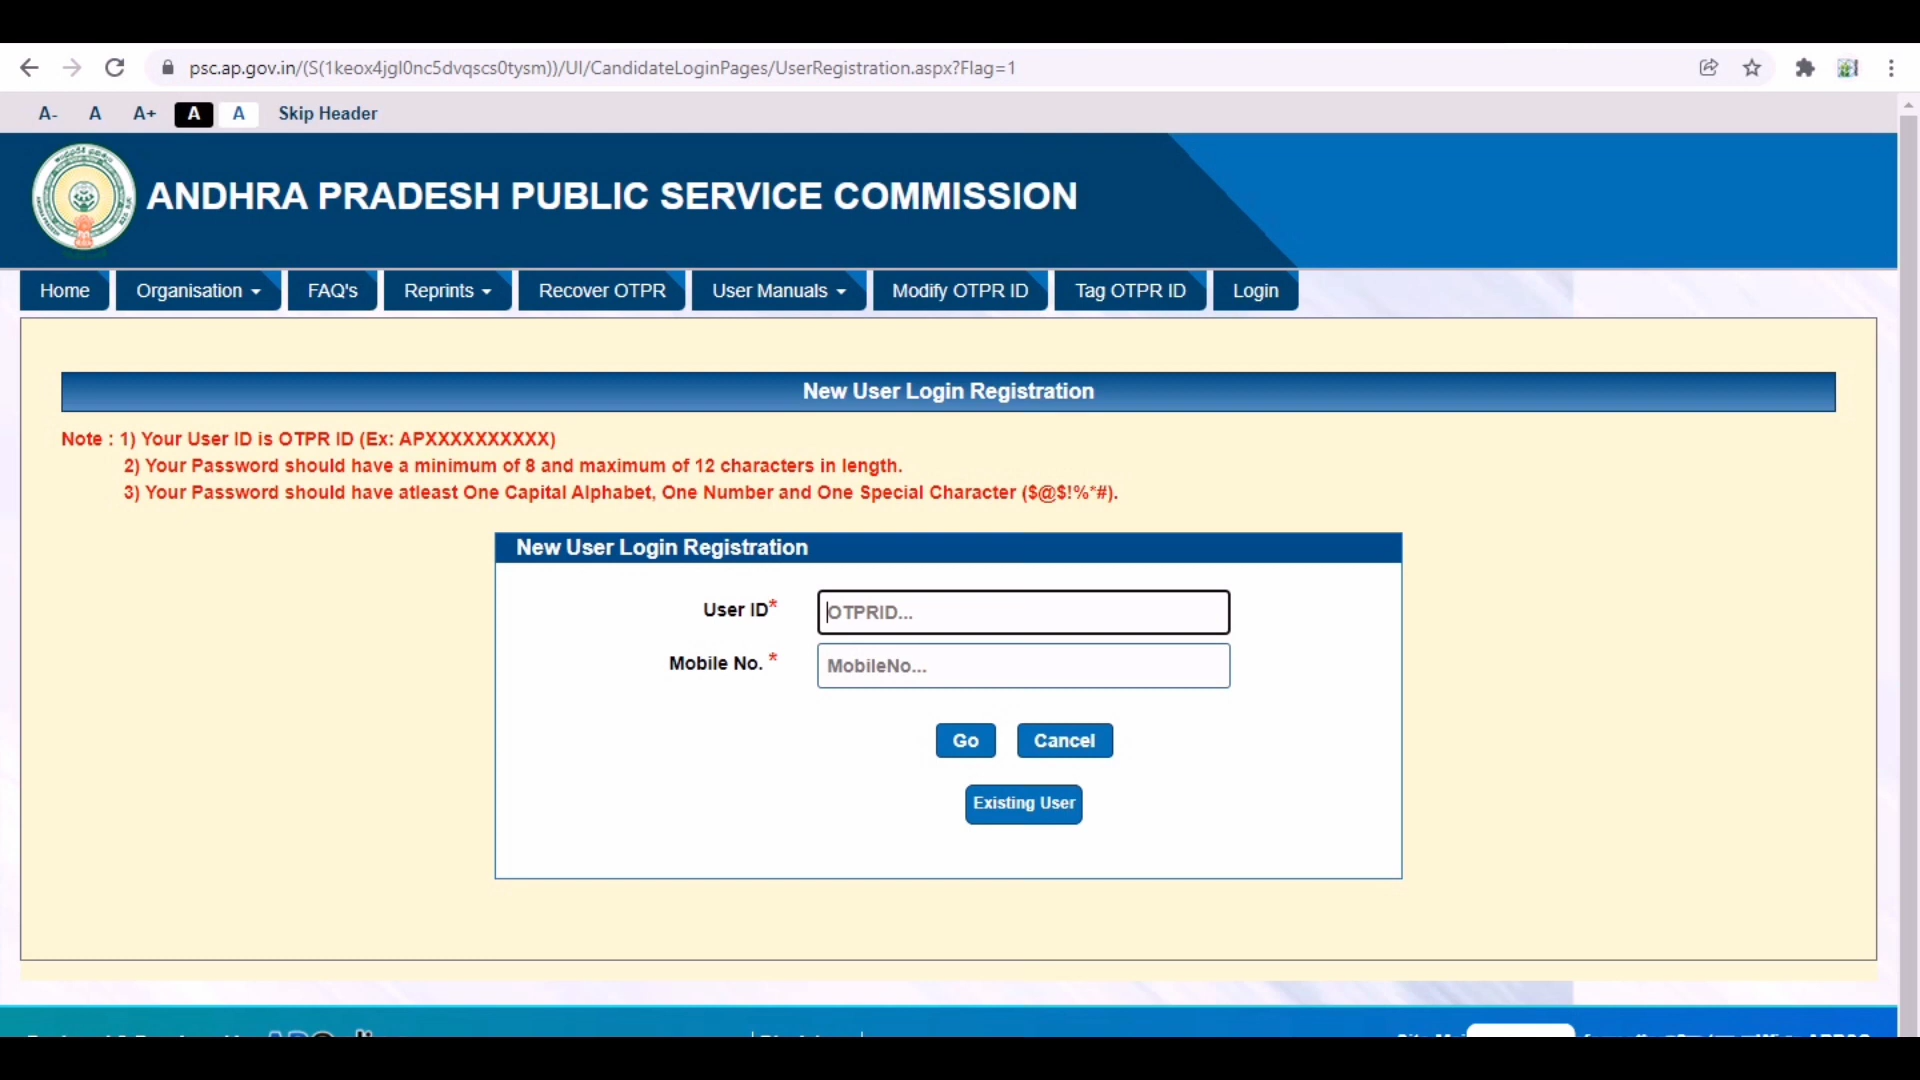 psc.ap.gov.in/(S(1keox4jgl0nc5dvqscs0tysm))/UI/CandidateLoginPages/UserRegistration.aspx?Flag=1
A- A A+ A A Skip Header
ANDHRA PRADESH PUBLIC SERVICE COMMISSION
Home Organisation FAQ's Reprints Recover OTPR User Manuals Modify OTPR ID Tag OTPR ID Login
New User Login Registration
Note : 1) Your User ID is OTPR ID (Ex: APXXXXXXXXXX)
2) Your Password should have a minimum of 8 and maximum of 12 characters in length.
3) Your Password should have atleast One Capital Alphabet, One Number and One Special Character ($@$!%*#).
New User Login Registration
User ID* OTPRID...
Mobile No. * MobileNo...
Go Cancel
Existing User